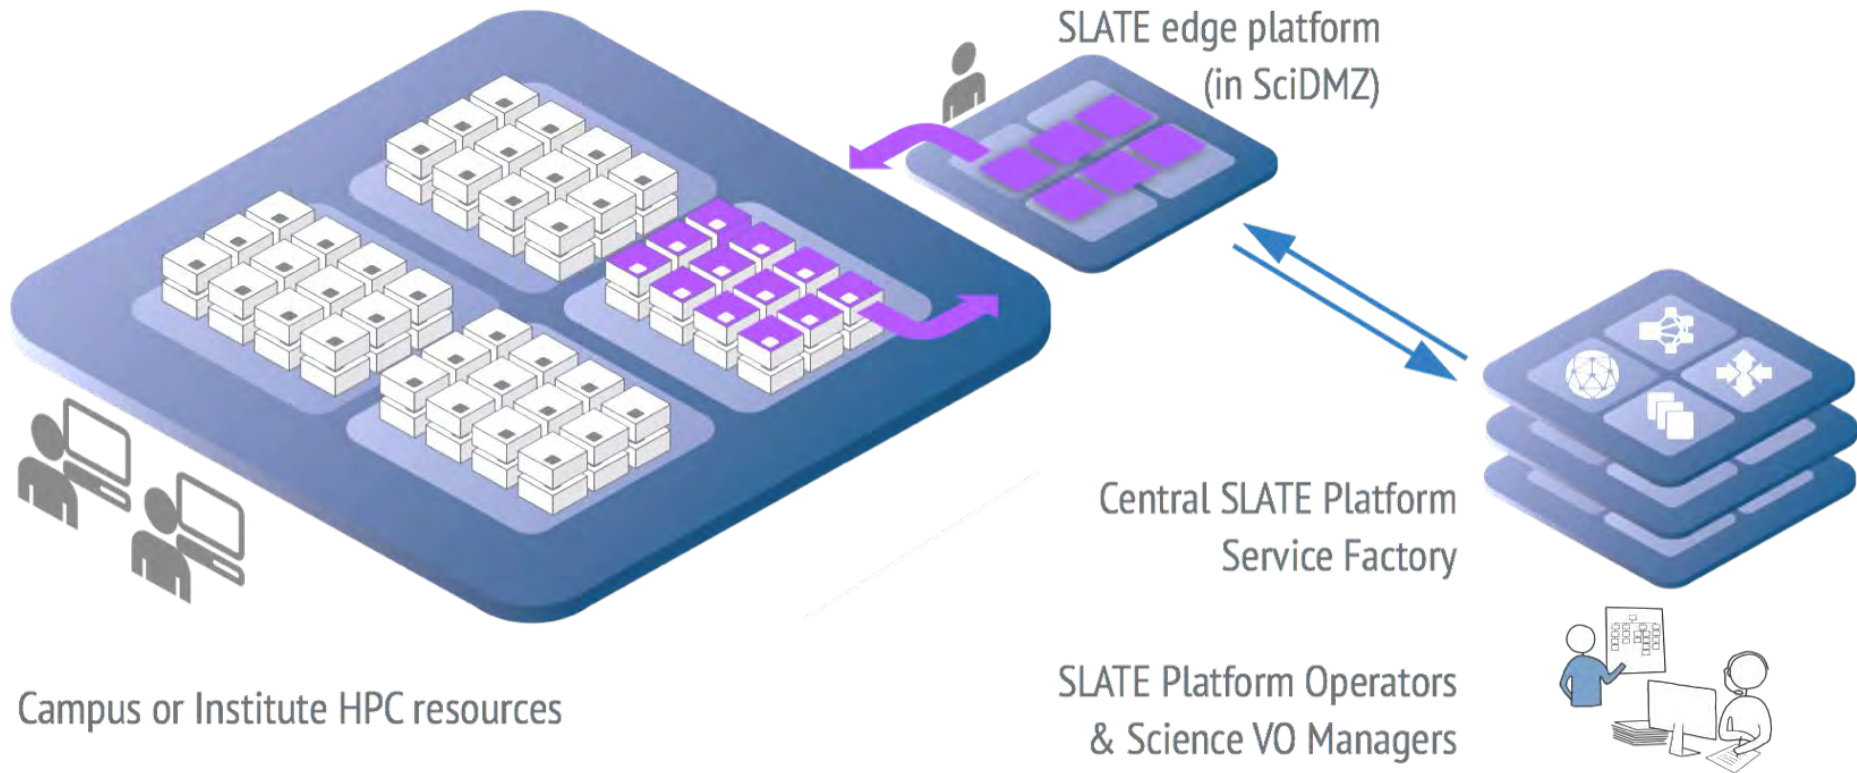 SLATE edge platform
(in SciDMZ)
Central SLATE Platform
Service Factory
Campus or Institute HPC resources
SLATE Platform Operators
& Science VO Managers